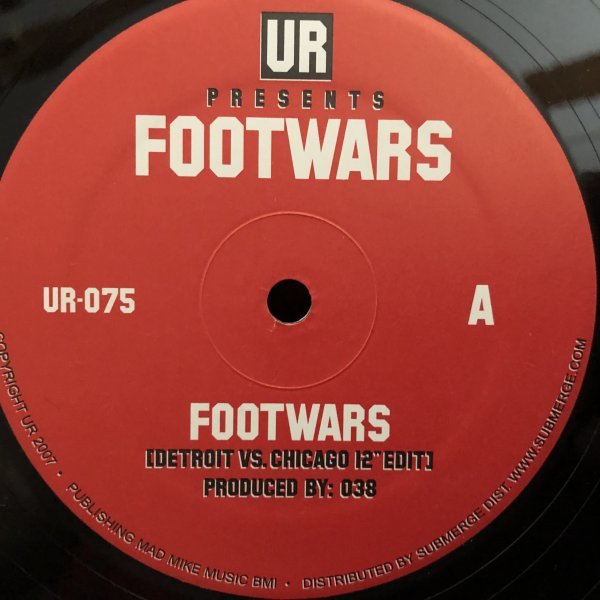 UR
PRESENTS
FOOTWARS
UR-075
A
FOOTWARS
[DETROIT VS. CHICAGO 12" EDIT]
PRODUCED BY: 038
COPYRIGHT UR 2007 • PUBLISHING MAD MIKE MUSIC BMI • DISTRIBUTED BY SUBMERGE DIST. WWW.SUBMERGE.COM